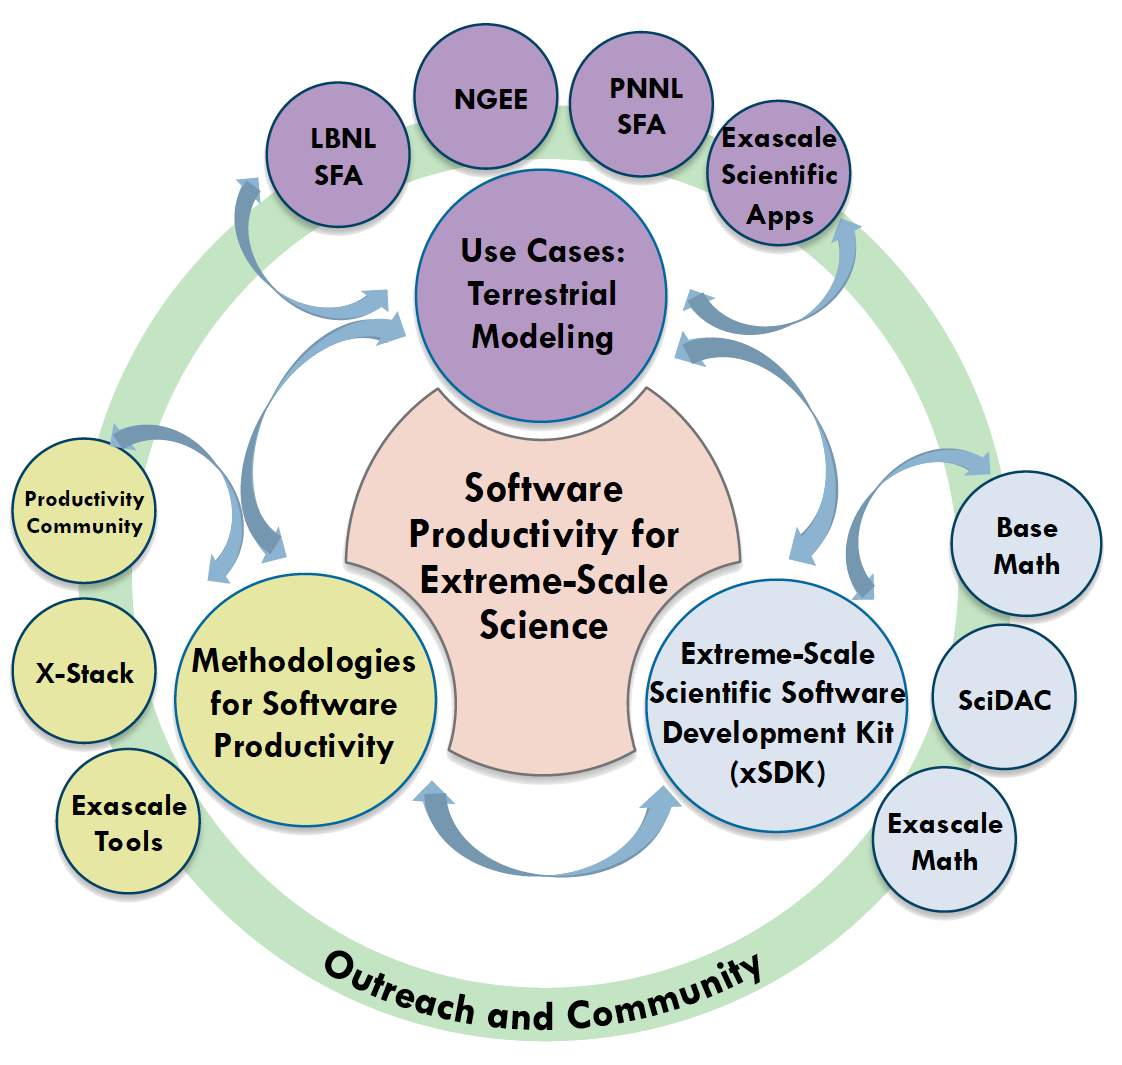 NGEE
PNNL
SFA
LBNL
SFA
Exascale
Scientific
Apps
Use Cases:
Terrestrial
Modeling
Productivity
Community
Software
Productivity for
Extreme-Scale
Science
Base
Math
X-Stack
Methodologies
for Software
Productivity
Extreme-Scale
Scientific Software
Development Kit
(xSDK)
SciDAC
Exascale
Tools
Exascale
Math
Outreach and Community